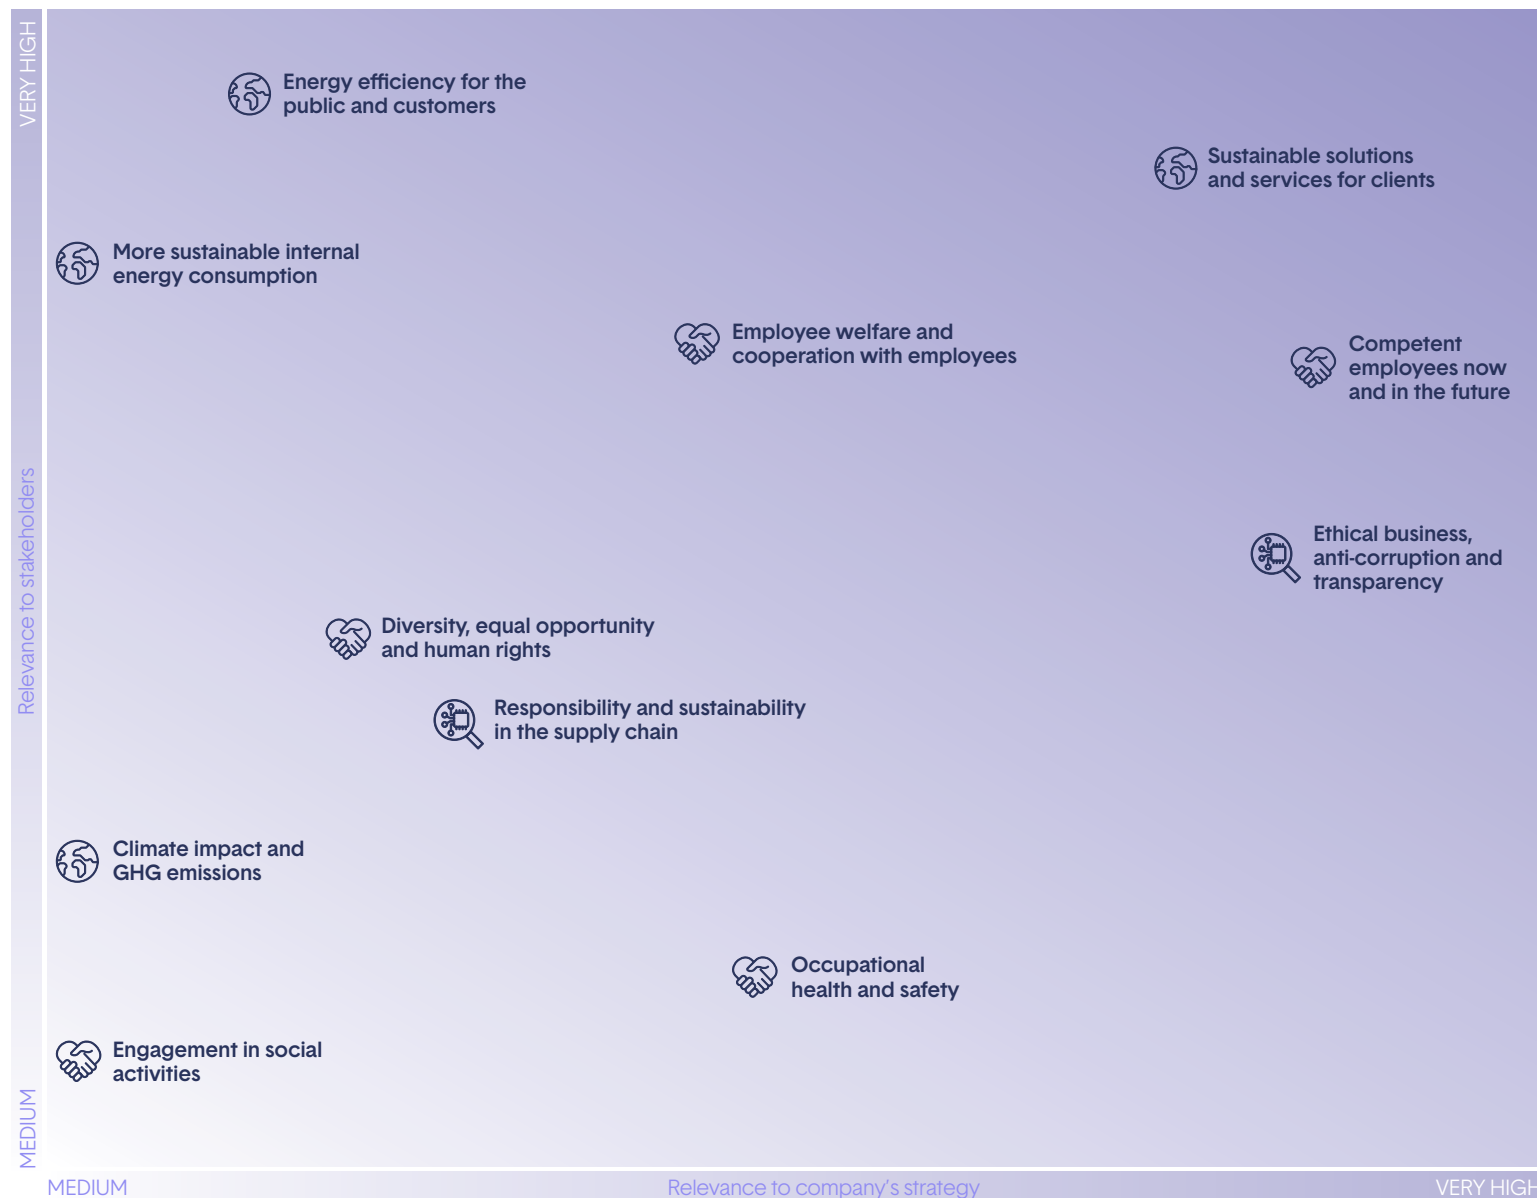 VERY HIGH
Energy efficiency for the
public and customers
Sustainable solutions
and services for clients
More sustainable internal
energy consumption
Employee welfare and
cooperation with employees
Competent
employees now
and in the future
Relevance to stakeholders
Ethical business,
anti-corruption and
transparency
Diversity, equal opportunity
and human rights
Responsibility and sustainability
in the supply chain
Climate impact and
GHG emissions
Occupational
health and safety
Engagement in social
activities
MEDIUM
MEDIUM
Relevance to company's strategy
VERY HIGH